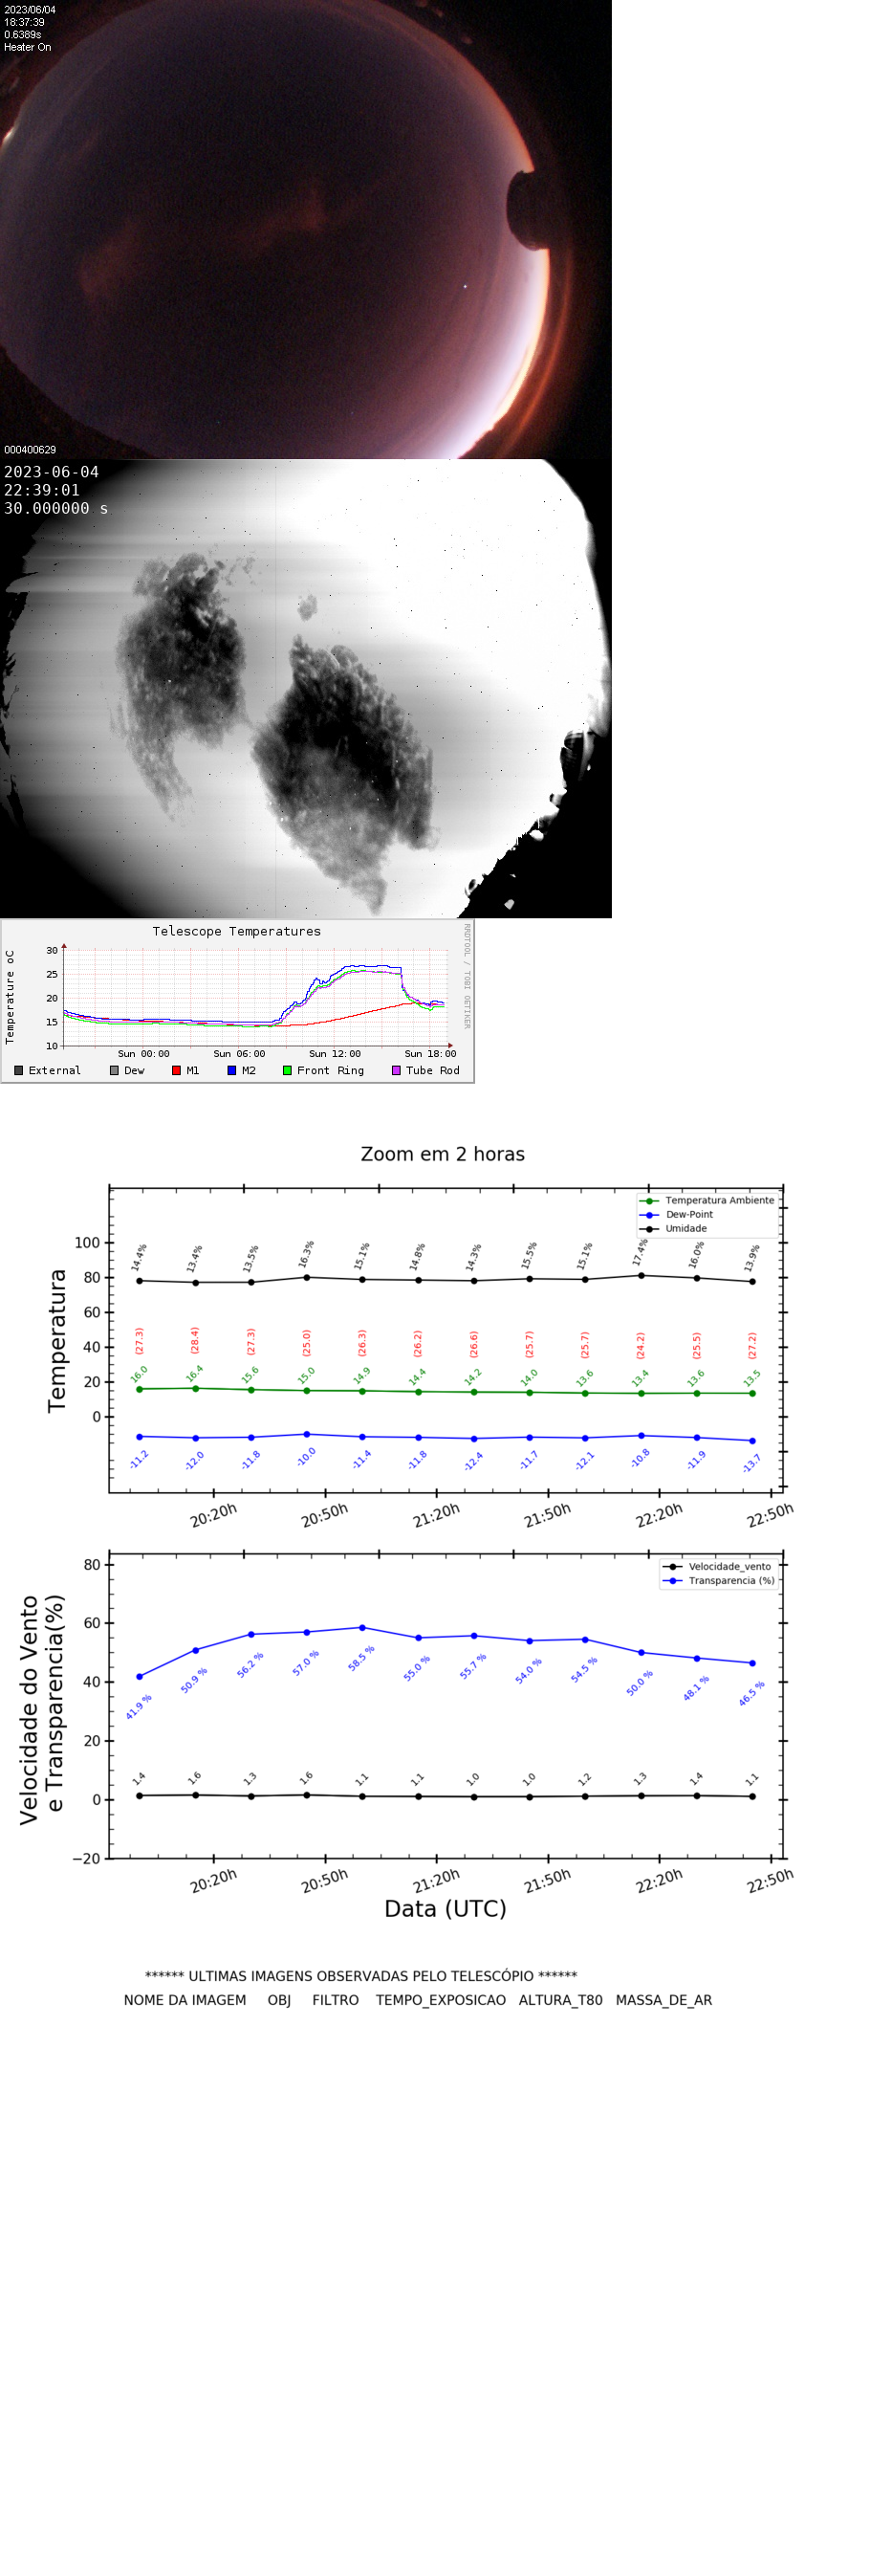 2023/06/04
18:37:39
0.6389s
Heater On
000400629
2023-06-04
22:39:01
30.000000 s
Telescope Temperatures
RRDTOOL / TOBI OETIKER
Temperature oC
30
25
20
15
10
Sun 00:00 Sun 06:00 Sun 12:00 Sun 18:00
External Dew M1 M2 Front Ring Tube Rod
Zoom em 2 horas
Temperatura Ambiente
Dew-Point
Umidade
Temperatura
100
80
60
40
20
0
14.4% 13.4% 13.5% 16.3% 15.1% 14.8% 14.3% 15.5% 15.1% 17.4% 16.0% 13.9%
(27.3) (28.4) (27.3) (25.0) (26.3) (26.2) (26.6) (25.7) (25.7) (24.2) (25.5) (27.2)
16.0 16.4 15.6 15.0 14.9 14.4 14.2 14.0 13.6 13.4 13.6 13.5
-11.2 -12.0 -11.8 -10.0 -11.4 -11.8 -12.4 -11.7 -12.1 -10.8 -11.9 -13.7
20:20h 20:50h 21:20h 21:50h 22:20h 22:50h
Velocidade_vento
Transparencia (%)
Velocidade do Vento
e Transparencia(%)
80
60
40
20
0
−20
41.9 % 50.9 % 56.2 % 57.0 % 58.5 % 55.0 % 55.7 % 54.0 % 54.5 % 50.0 % 48.1 % 46.5 %
1.4 1.6 1.3 1.6 1.1 1.1 1.0 1.0 1.2 1.3 1.4 1.1
20:20h 20:50h 21:20h 21:50h 22:20h 22:50h
Data (UTC)
****** ULTIMAS IMAGENS OBSERVADAS PELO TELESCÓPIO ******
NOME DA IMAGEM OBJ FILTRO TEMPO_EXPOSICAO ALTURA_T80 MASSA_DE_AR